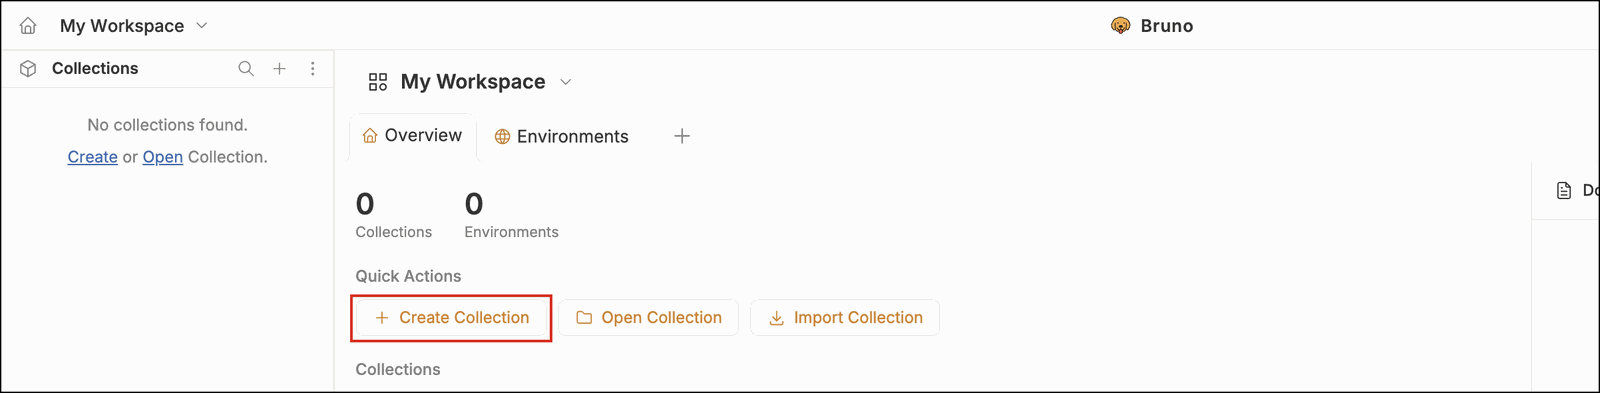 My Workspace
Bruno
Collections
No collections found.
Create or Open Collection.
My Workspace
Overview
Environments
0
Collections
0
Environments
Quick Actions
Create Collection
Open Collection
Import Collection
Collections